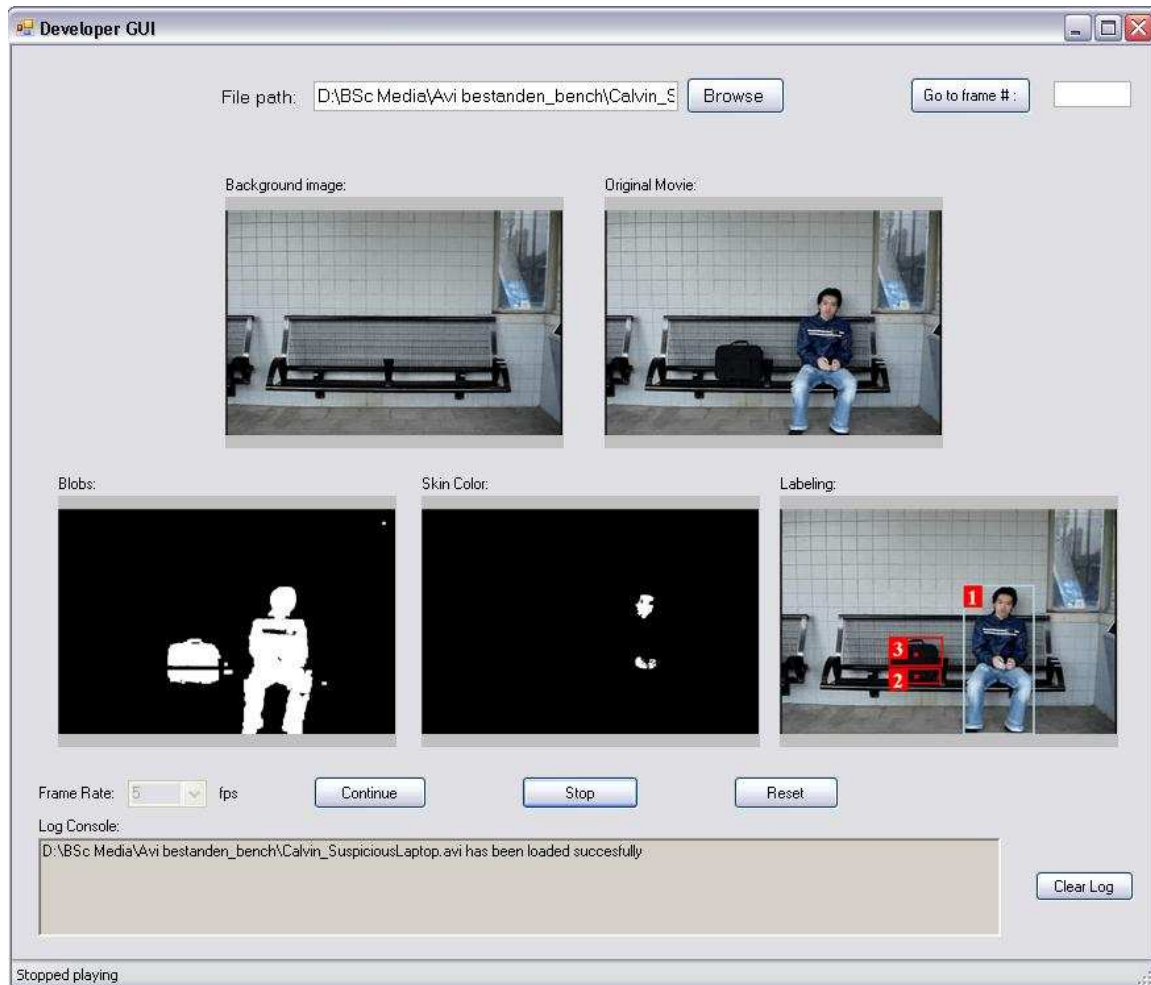 Developer GUI
File path: D:\BSc Media\Avi bestanden_bench\Calvin_S Browse Go to frame # :
Background image: Original Movie:
Blobs: Skin Color: Labeling:
1
3
2
Frame Rate: 5 fps Continue Stop Reset
Log Console:
D:\BSc Media\Avi bestanden_bench\Calvin_SuspiciousLaptop.avi has been loaded succesfully
Clear Log
Stopped playing